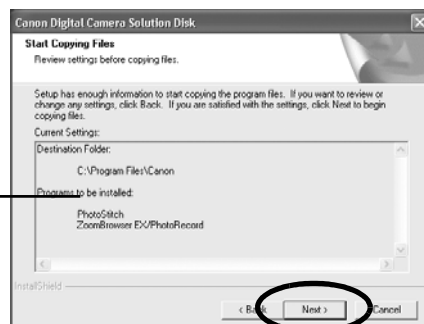 Canon Digital Camera Solution Disk
Start Copying Files
Review settings before copying files.
Setup has enough information to start copying the program files. If you want to review or
change any settings, click Back. If you are satisfied with the settings, click Next to begin
copying files.
Current Settings:
Destination Folder:
C:\Program Files\Canon
Programs to be installed:
PhotoStitch
ZoomBrowser EX/PhotoRecord
InstallShield
< Back Next > Cancel